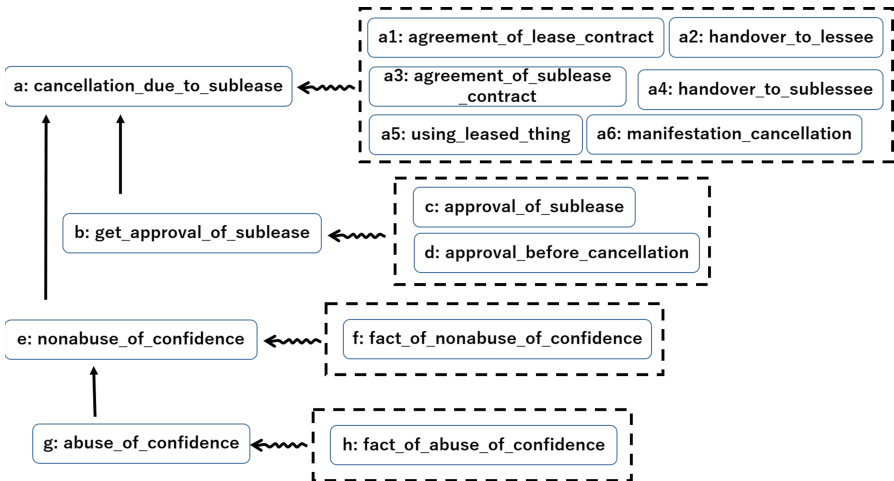 a1: agreement_of_lease_contract
a2: handover_to_lessee
a: cancellation_due_to_sublease
a3: agreement_of_sublease
_contract
a4: handover_to_sublessee
a5: using_leased_thing
a6: manifestation_cancellation
c: approval_of_sublease
b: get_approval_of_sublease
d: approval_before_cancellation
e: nonabuse_of_confidence
f: fact_of_nonabuse_of_confidence
g: abuse_of_confidence
h: fact_of_abuse_of_confidence